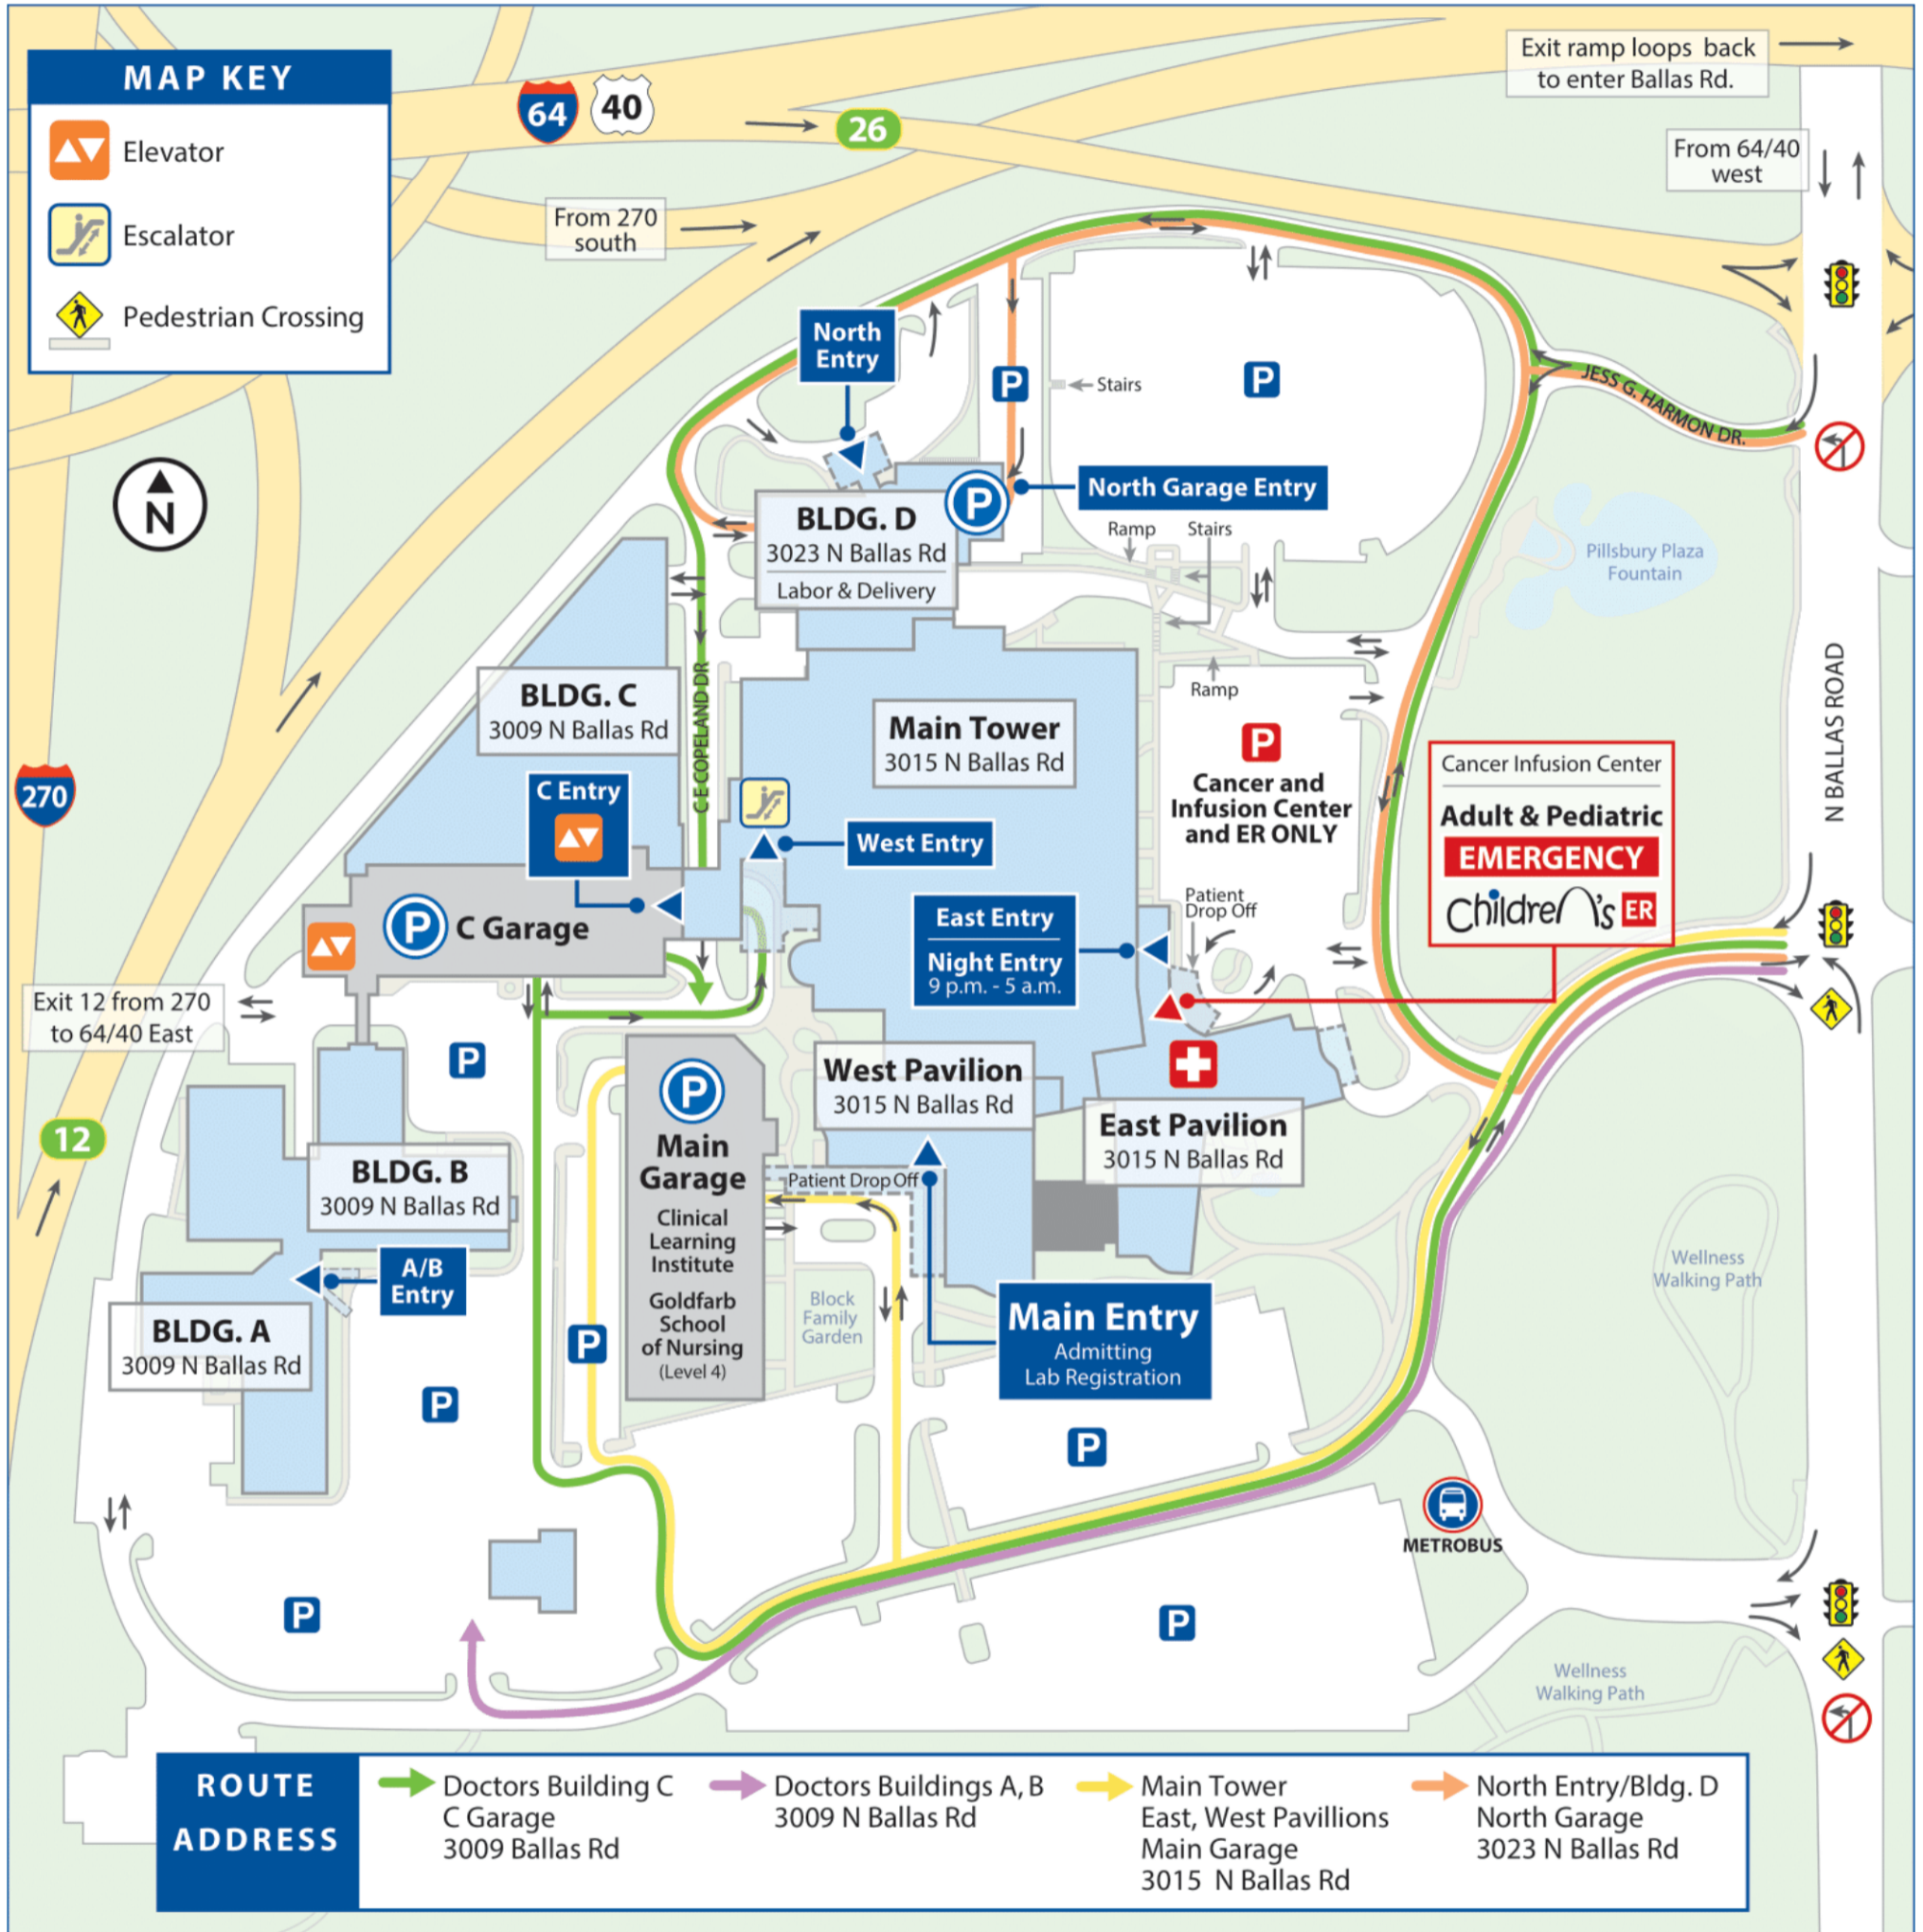 MAP KEY
Elevator
Escalator
Pedestrian Crossing
64
40
26
Exit ramp loops back
to enter Ballas Rd.
From 64/40
west
From 270
south
North
Entry
P
Stairs
P
JESS G. HARMON DR.
N
North Garage Entry
P
BLDG. D
3023 N Ballas Rd
Labor & Delivery
Ramp
Stairs
Pillsbury Plaza
Fountain
Ramp
BLDG. C
3009 N Ballas Rd
CE COPELAND DR
Main Tower
3015 N Ballas Rd
P
Cancer and
Infusion Center
and ER ONLY
N BALLAS ROAD
Cancer Infusion Center
Adult & Pediatric
EMERGENCY
Children's ER
270
C Entry
West Entry
P
C Garage
Patient
Drop Off
East Entry
Night Entry
9 p.m. - 5 a.m.
Exit 12 from 270
to 64/40 East
P
12
P
Main
Garage
Clinical
Learning
Institute
Goldfarb
School
of Nursing
(Level 4)
West Pavilion
3015 N Ballas Rd
East Pavilion
3015 N Ballas Rd
Patient Drop Off
BLDG. B
3009 N Ballas Rd
A/B
Entry
BLDG. A
3009 N Ballas Rd
P
P
Block
Family
Garden
Main Entry
Admitting
Lab Registration
Wellness
Walking Path
P
METROBUS
P
P
Wellness
Walking Path
ROUTE
ADDRESS
Doctors Building C
C Garage
3009 Ballas Rd
Doctors Buildings A, B
3009 N Ballas Rd
Main Tower
East, West Pavillions
Main Garage
3015 N Ballas Rd
North Entry/Bldg. D
North Garage
3023 N Ballas Rd